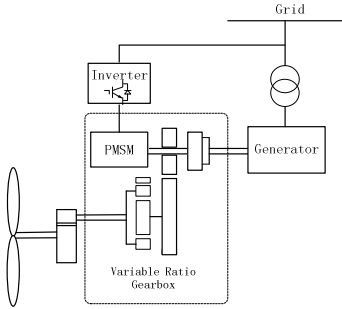 Grid
Inverter
PMSM
Generator
Variable Ratio
Gearbox